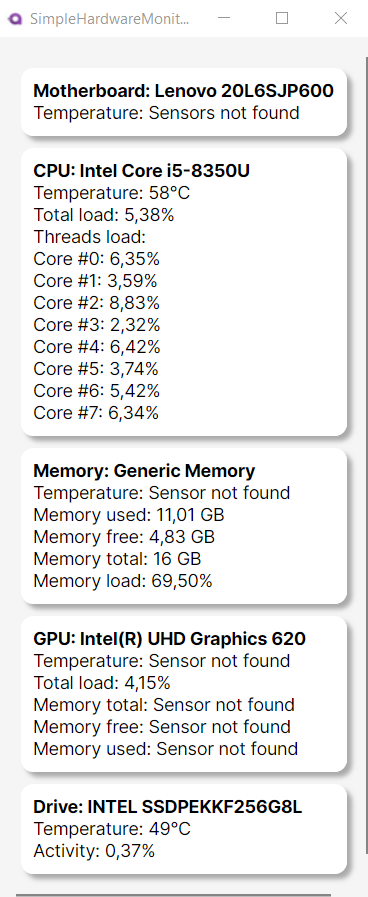 SimpleHardwareMonit...
Motherboard: Lenovo 20L6SJP600
Temperature: Sensors not found
CPU: Intel Core i5-8350U
Temperature: 58°C
Total load: 5,38%
Threads load:
Core #0: 6,35%
Core #1: 3,59%
Core #2: 8,83%
Core #3: 2,32%
Core #4: 6,42%
Core #5: 3,74%
Core #6: 5,42%
Core #7: 6,34%
Memory: Generic Memory
Temperature: Sensor not found
Memory used: 11,01 GB
Memory free: 4,83 GB
Memory total: 16 GB
Memory load: 69,50%
GPU: Intel(R) UHD Graphics 620
Temperature: Sensor not found
Total load: 4,15%
Memory total: Sensor not found
Memory free: Sensor not found
Memory used: Sensor not found
Drive: INTEL SSDPEKKF256G8L
Temperature: 49°C
Activity: 0,37%